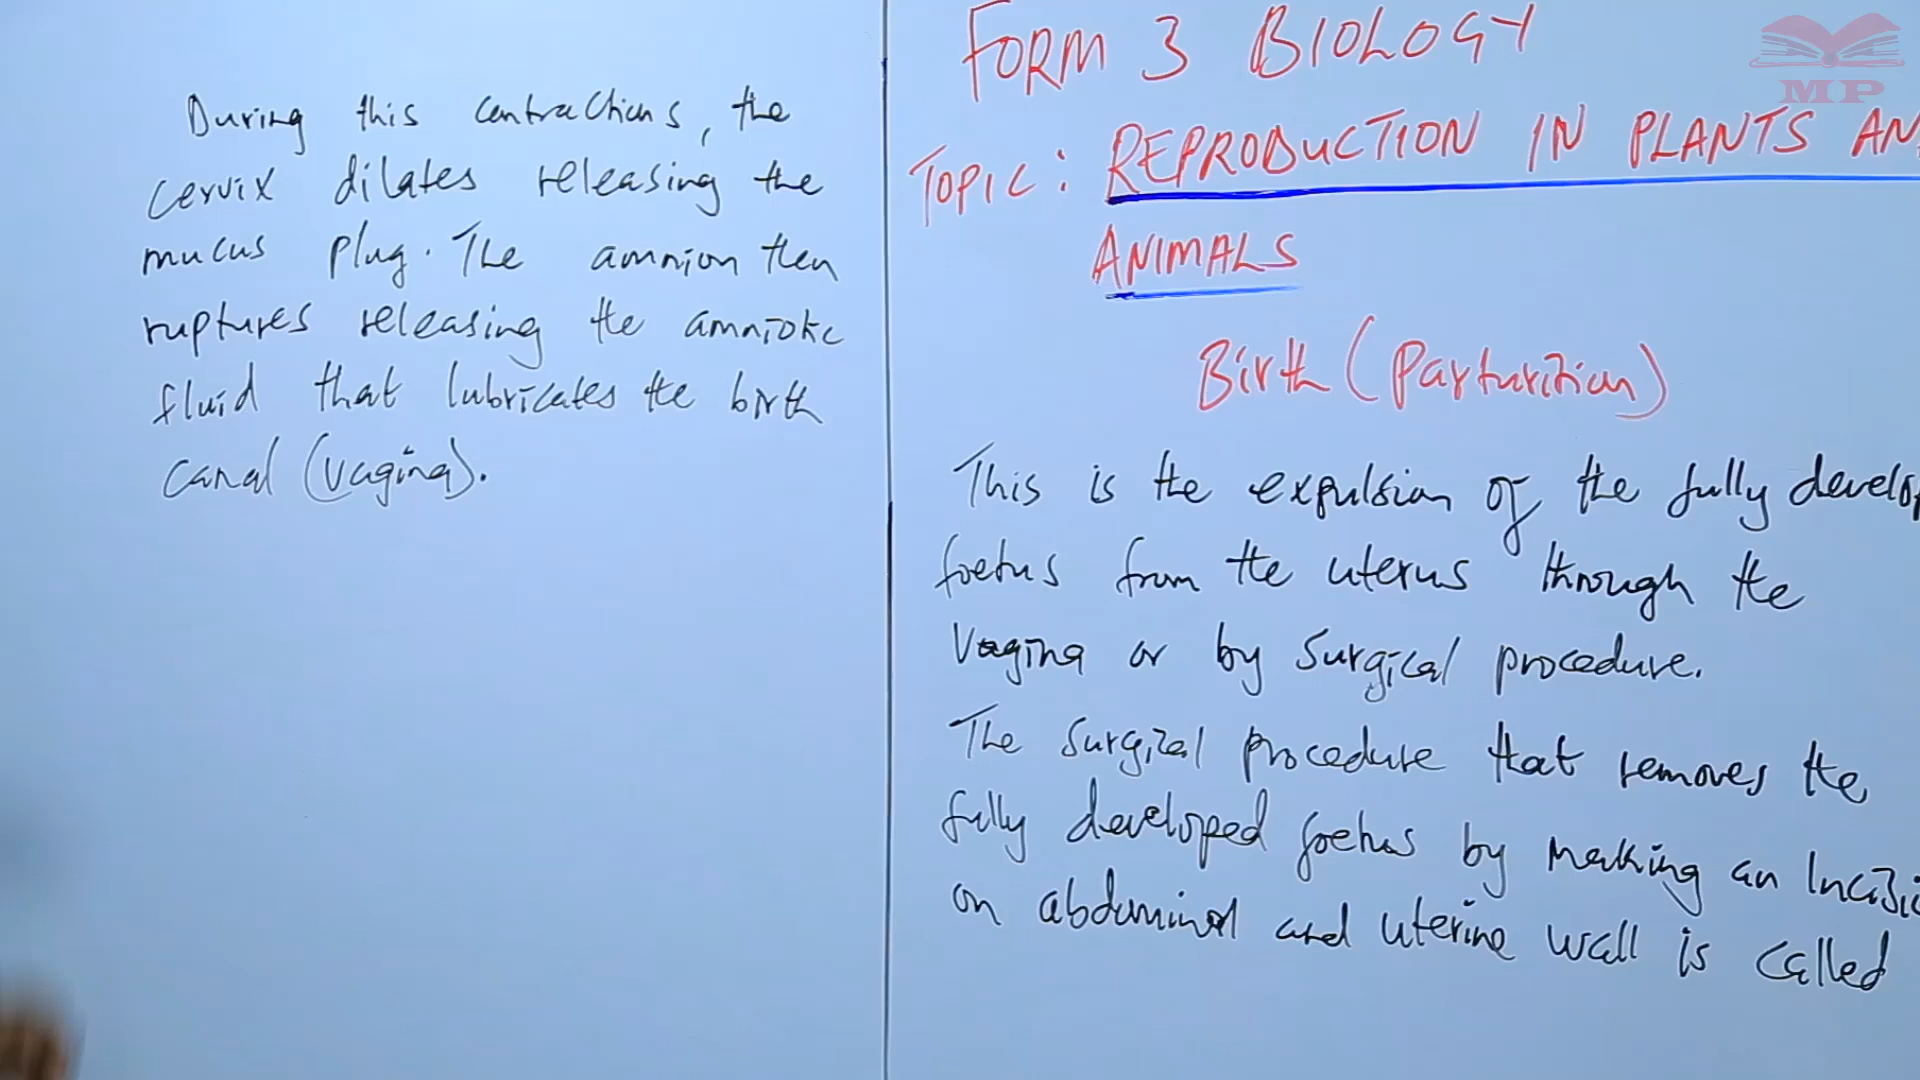 During this contractions, the
cervix dilates releasing the
mucus plug. The amnion then
ruptures releasing the amniotic
fluid that lubricates the birth
canal (vagina).
FORM 3 BIOLOGY
TOPIC: REPRODUCTION IN PLANTS AN
ANIMALS
Birth (Parturition)
This is the expulsion of the fully develop
foetus from the uterus through the
Vagina or by Surgical procedure.
The Surgical procedure that removes the
fully developed foetus by making an Incisi
on abdominal and uterine wall is called
MP